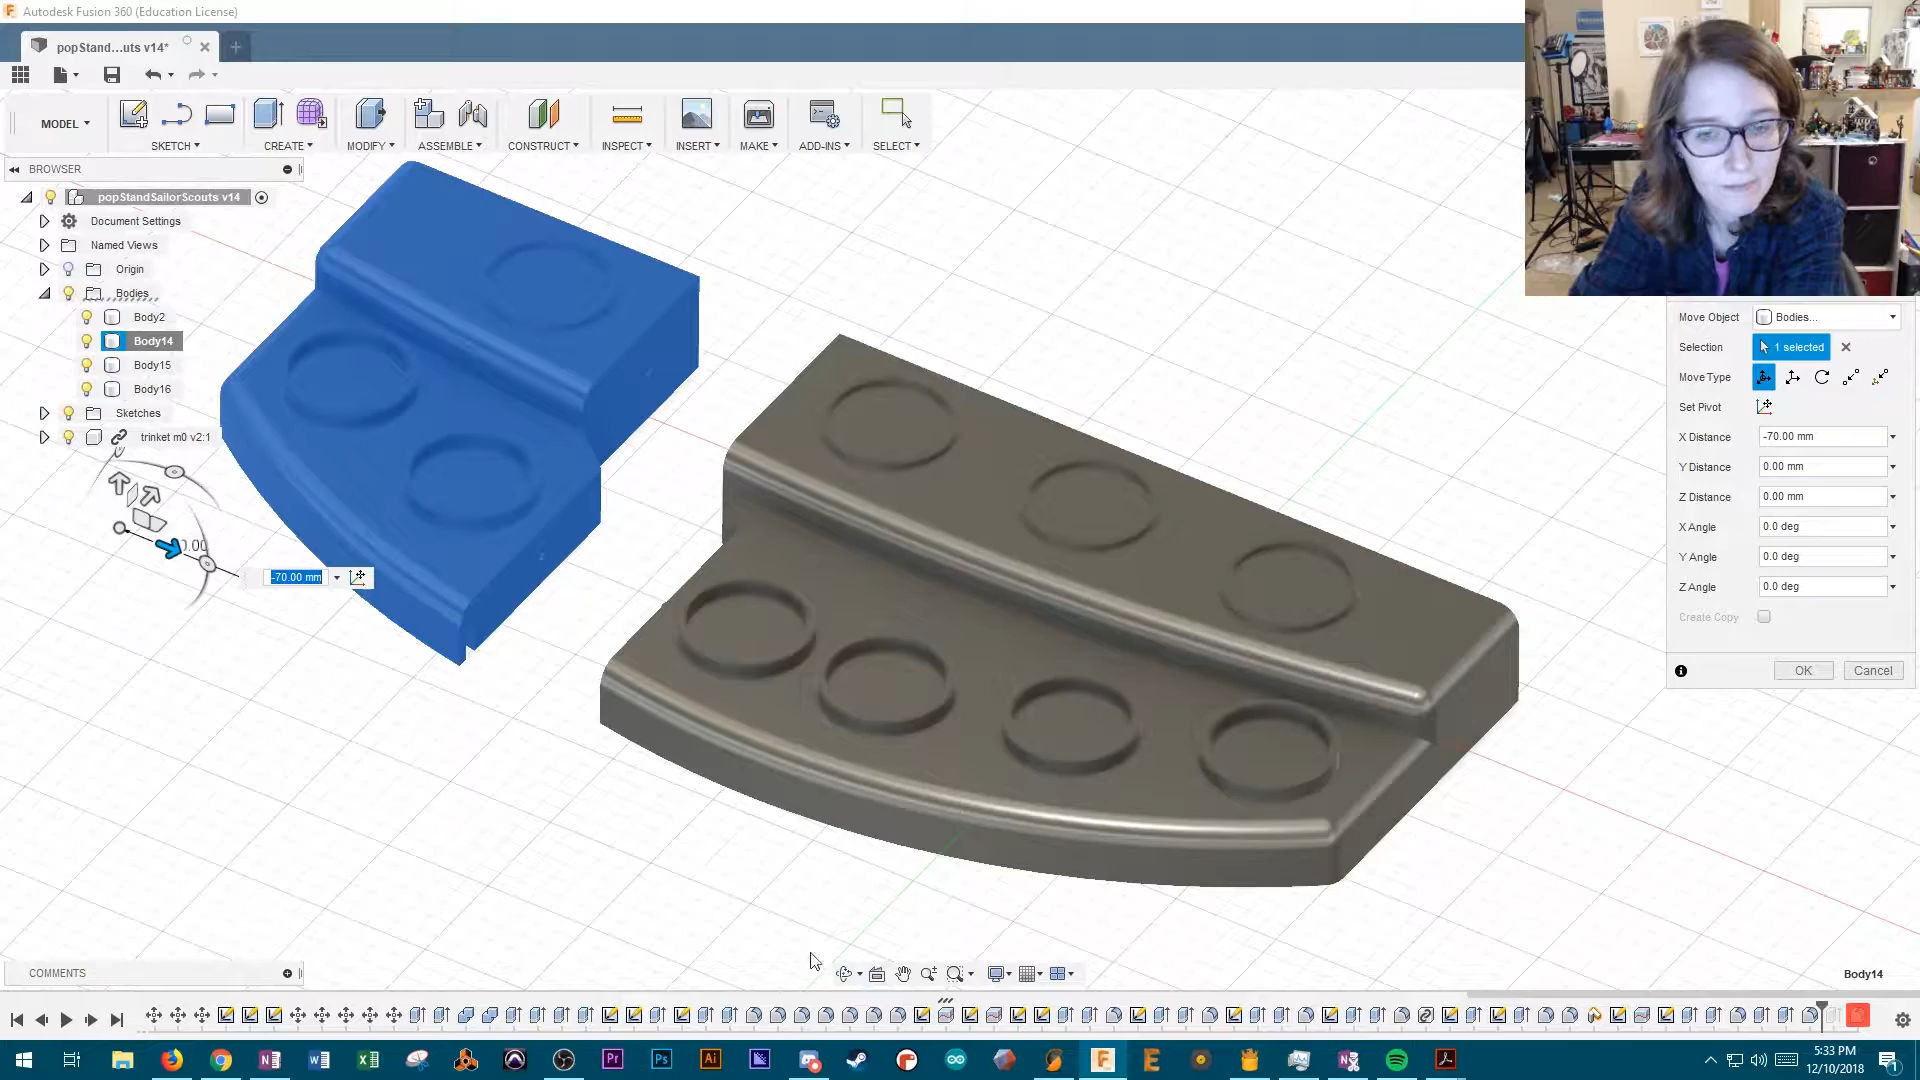 Autodesk Fusion 360 (Education License)
popStand...uts v14*
MODEL
SKETCH
CREATE
MODIFY
ASSEMBLE
CONSTRUCT
INSPECT
INSERT
MAKE
ADD-INS
SELECT
BROWSER
popStandSailorScouts v14
Document Settings
Named Views
Origin
Bodies
Body2
Body14
Body15
Body16
Sketches
trinket m0 v2:1
-70.00 mm
Move Object Bodies...
Selection 1 selected
Move Type
Set Pivot
X Distance -70.00 mm
Y Distance 0.00 mm
Z Distance 0.00 mm
X Angle 0.0 deg
Y Angle 0.0 deg
Z Angle 0.0 deg
Create Copy
OK Cancel
COMMENTS
Body14
Pr
Ps
Ai
5:33 PM
12/10/2018